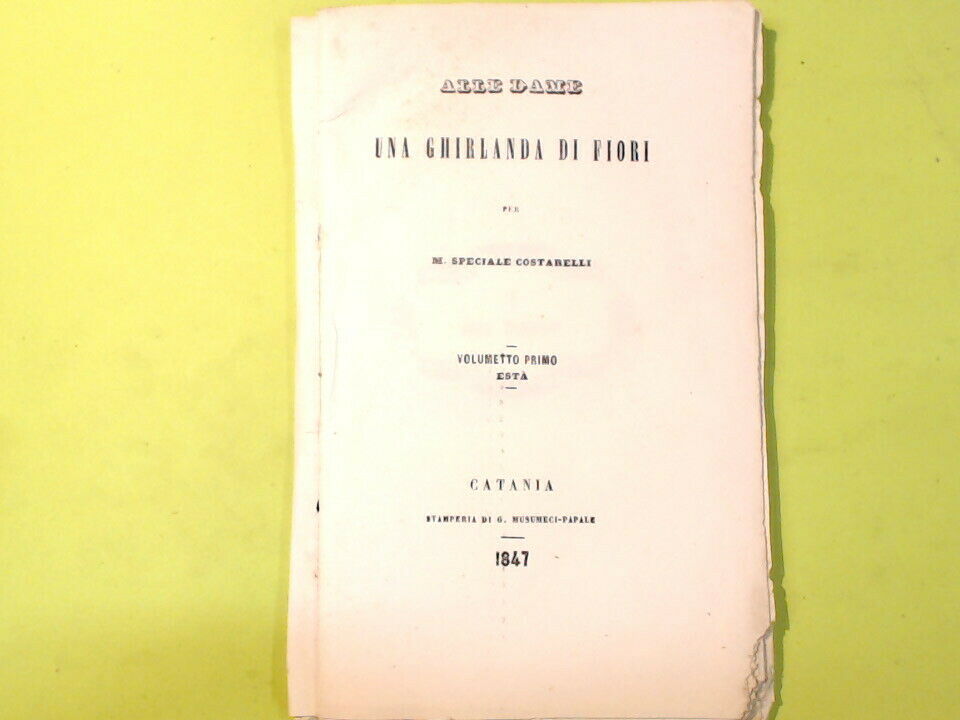 ALLE DAME
UNA GHIRLANDA DI FIORI
PER
M. SPECIALE COSTARELLI
VOLUMETTO PRIMO
ESTÀ
CATANIA
STAMPERIA DI G. MUSUMECI-PAPALE
1847